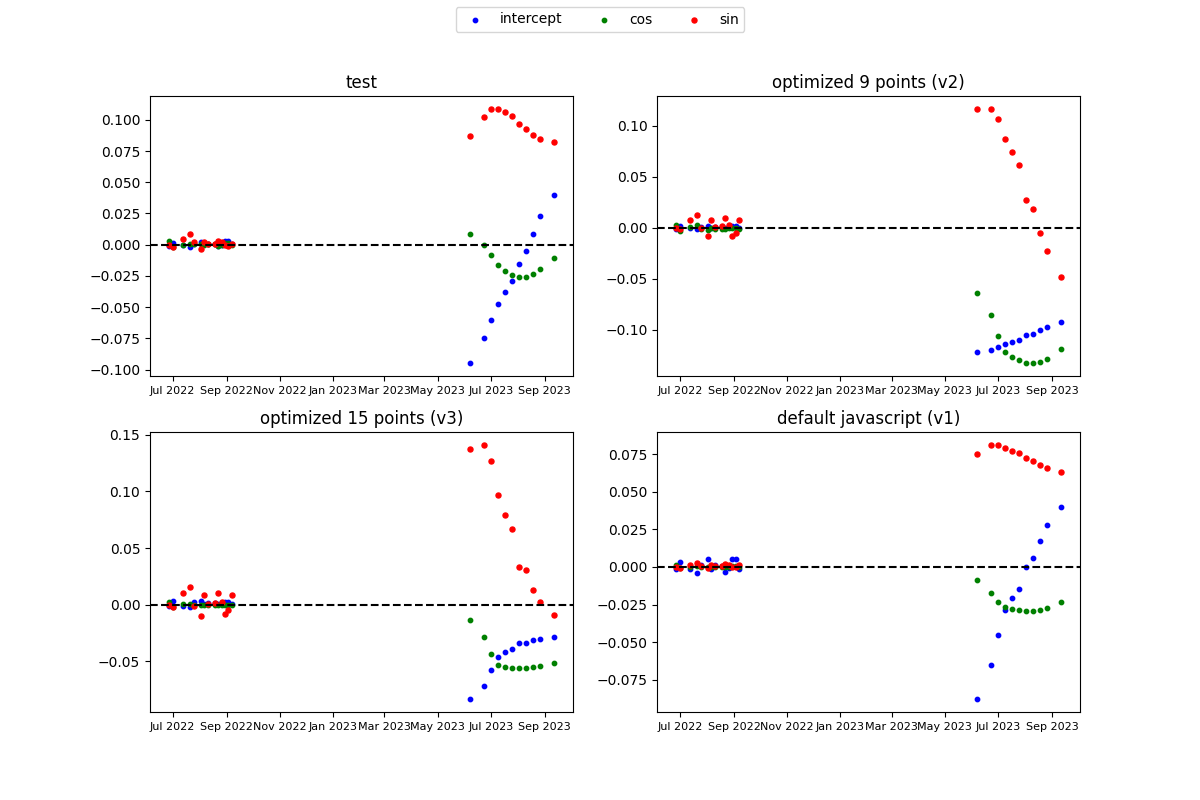 intercept cos sin
test
0.100
0.075
0.050
0.025
0.000
−0.025
−0.050
−0.075
−0.100
Jul 2022 Sep 2022 Nov 2022 Jan 2023 Mar 2023 May 2023 Jul 2023 Sep 2023
optimized 9 points (v2)
0.10
0.05
0.00
−0.05
−0.10
Jul 2022 Sep 2022 Nov 2022 Jan 2023 Mar 2023 May 2023 Jul 2023 Sep 2023
optimized 15 points (v3)
0.15
0.10
0.05
0.00
−0.05
Jul 2022 Sep 2022 Nov 2022 Jan 2023 Mar 2023 May 2023 Jul 2023 Sep 2023
default javascript (v1)
0.075
0.050
0.025
0.000
−0.025
−0.050
−0.075
Jul 2022 Sep 2022 Nov 2022 Jan 2023 Mar 2023 May 2023 Jul 2023 Sep 2023